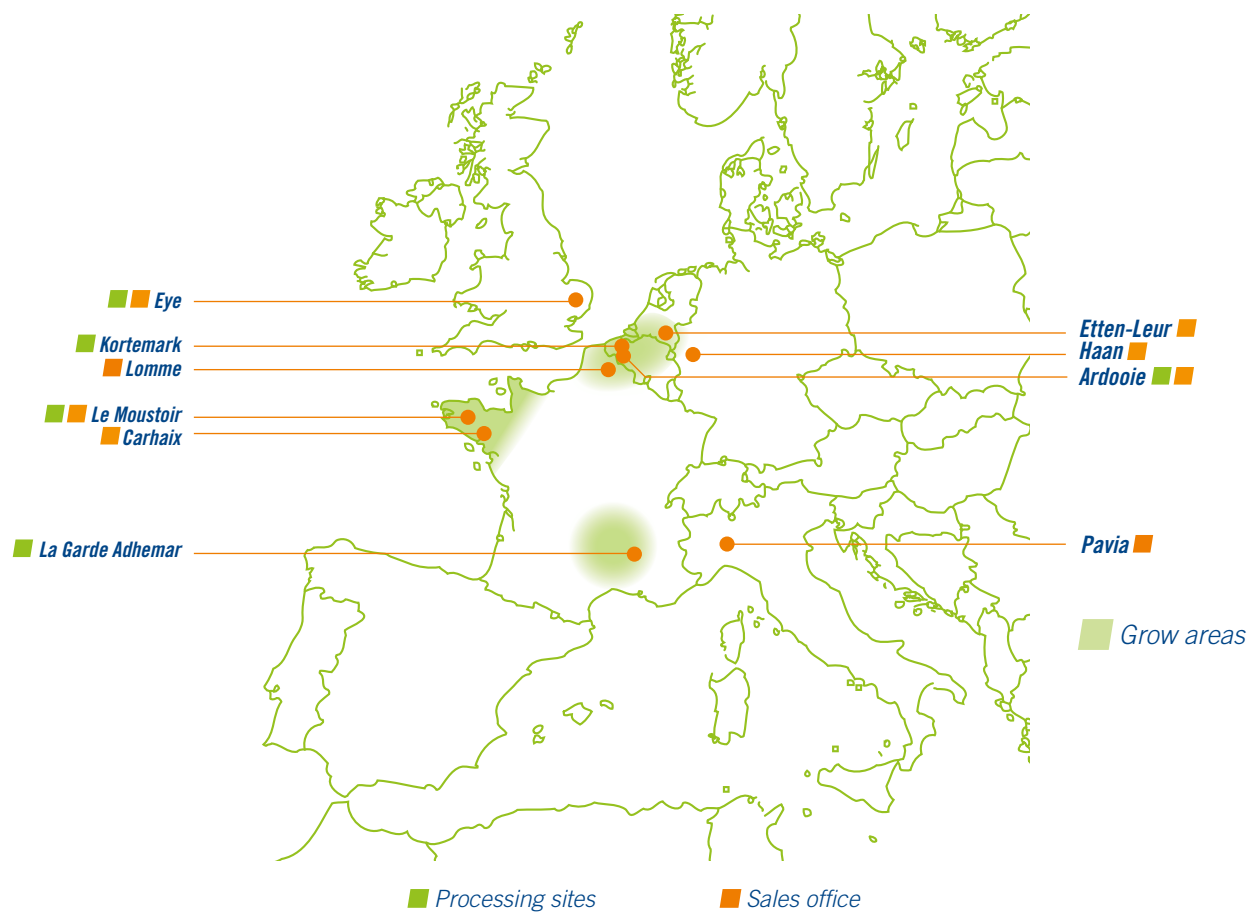 Eye
Kortemark
Lomme
Le Moustoir
Carhaix
La Garde Adhemar
Etten-Leur
Haan
Ardooie
Pavia
Grow areas
Processing sites
Sales office